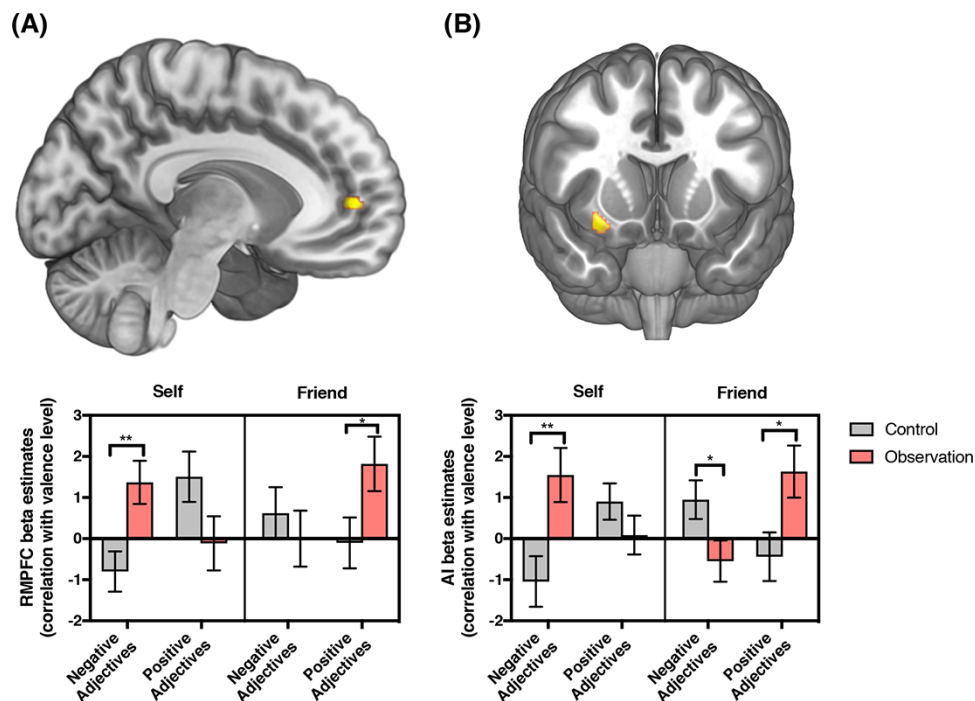 (A)
(B)
Self
Friend
RMPFC beta estimates
(correlation with valence level)
3
2
1
0
-1
-2
**
*
Negative
Adjectives
Positive
Adjectives
Negative
Adjectives
Positive
Adjectives
Self
Friend
AI beta estimates
(correlation with valence level)
3
2
1
0
-1
-2
**
*
*
Negative
Adjectives
Positive
Adjectives
Negative
Adjectives
Positive
Adjectives
Control
Observation